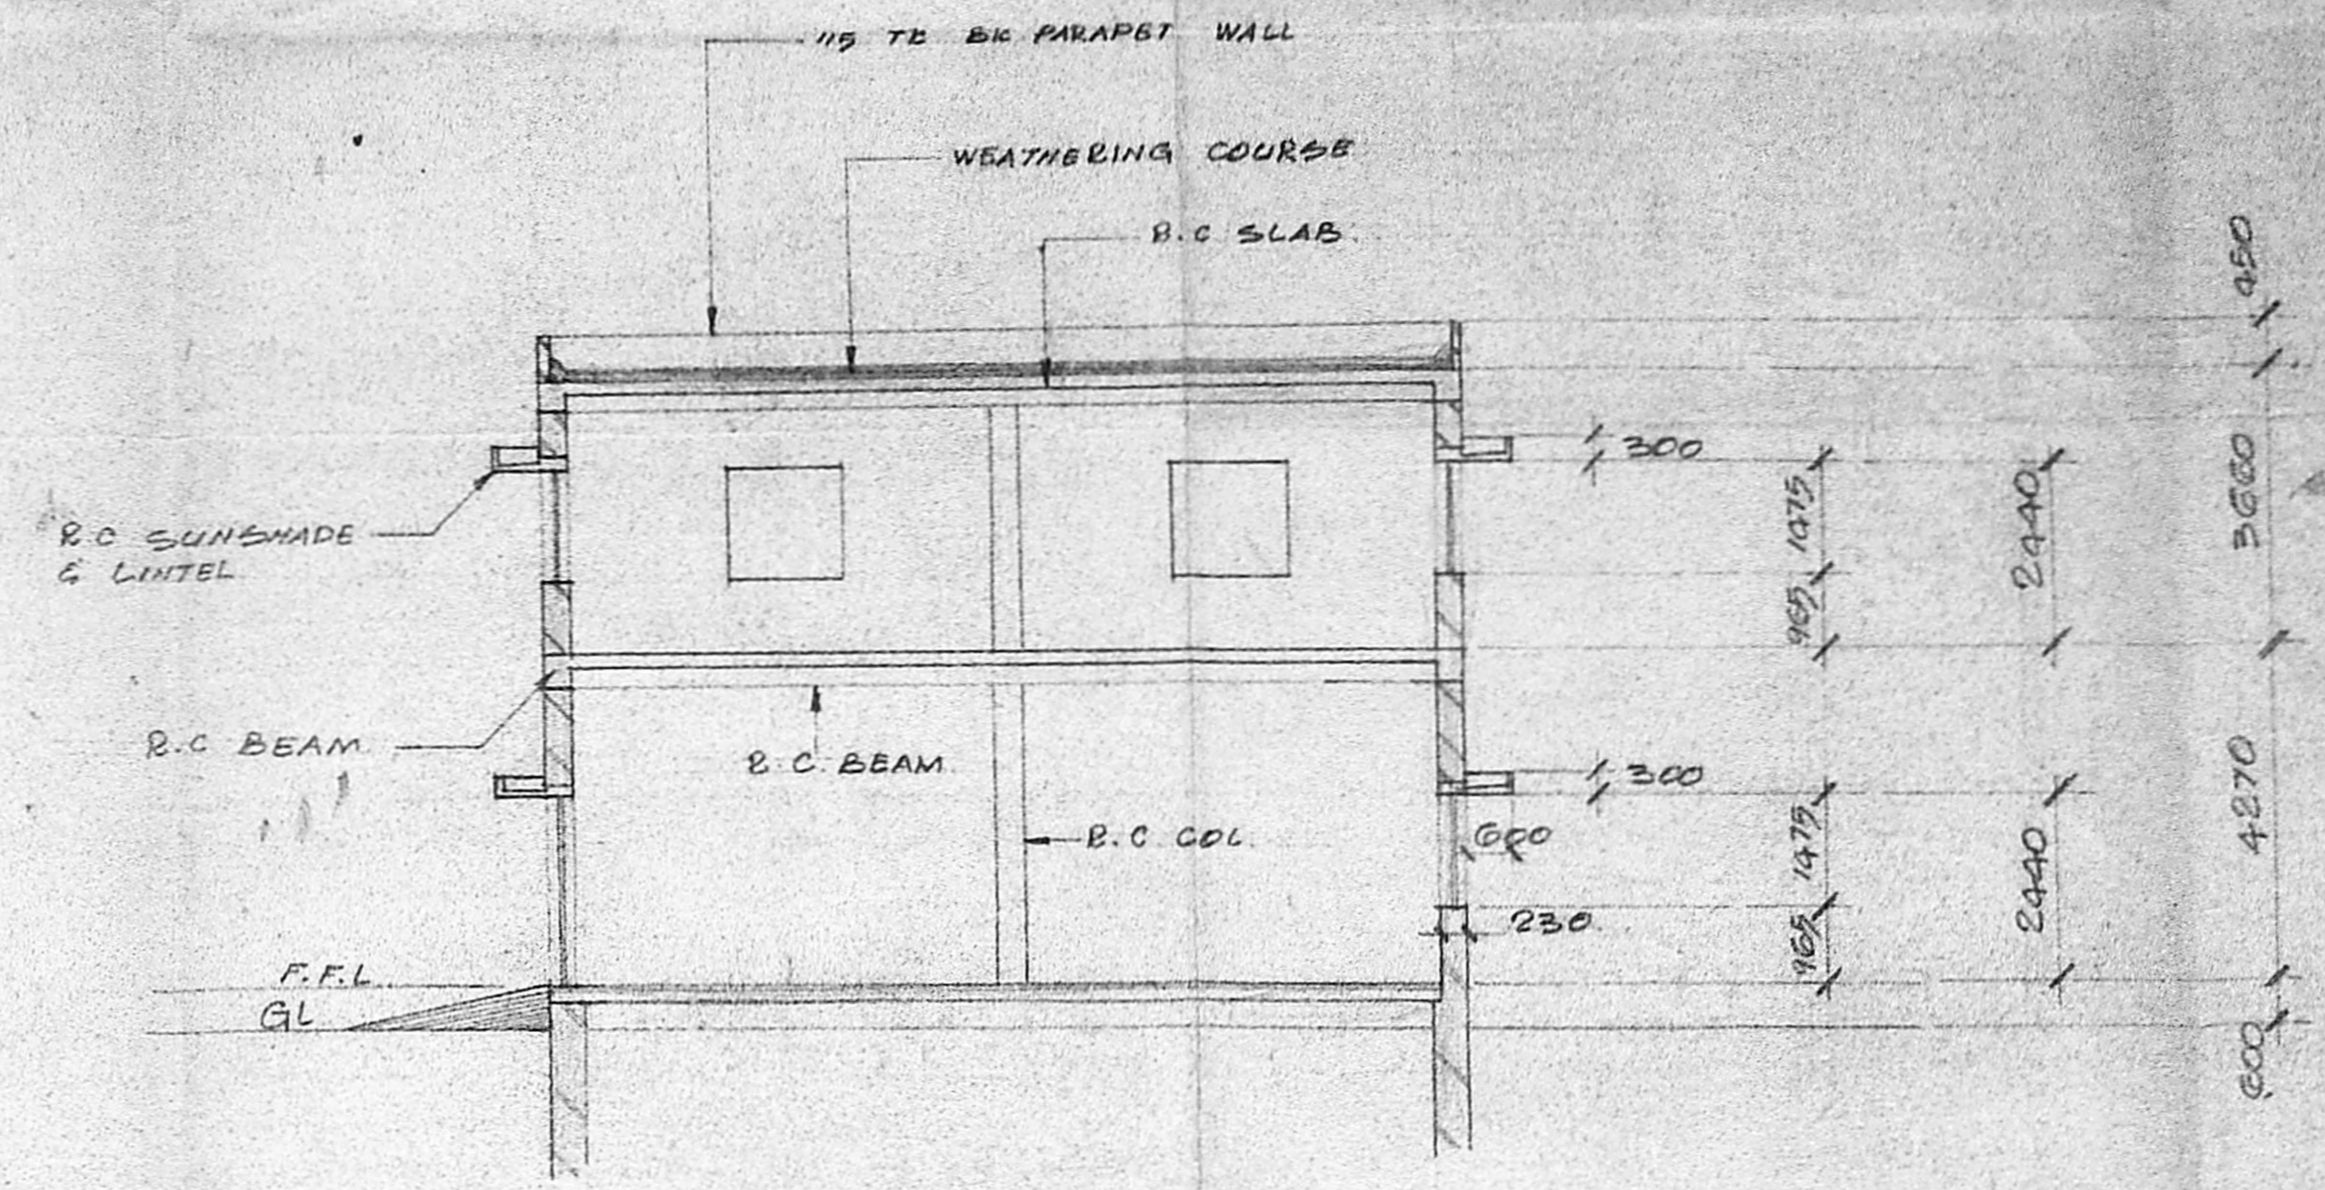 115 TK BK PARAPET WALL
WEATHERING COURSE
R.C SLAB.
450
300
1475
2440
3660
R.C SUNSHADE
& LINTEL
965
R.C BEAM
R.C. BEAM
300
4270
R.C COL.
600
1475
2440
230
965
F.F.L
GL
600